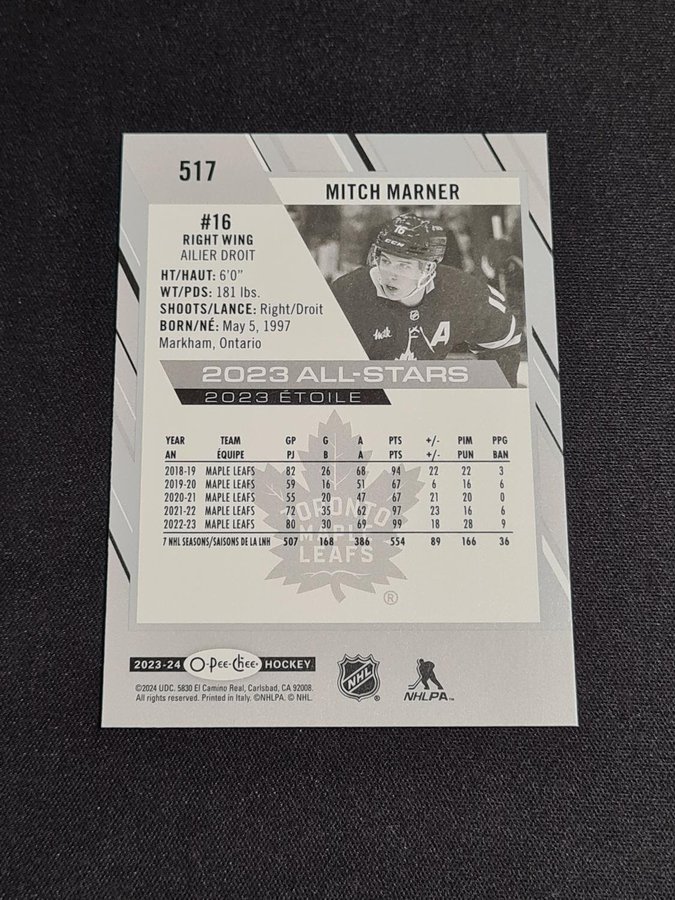 517
MITCH MARNER
#16
RIGHT WING
AILIER DROIT
HT/HAUT: 6'0"
WT/PDS: 181 lbs.
SHOOTS/LANCE: Right/Droit
BORN/NÉ: May 5, 1997
Markham, Ontario
16
CCM
A
16
2023 ALL-STARS
2023 ÉTOILE
YEAR TEAM GP G A PTS +/- PIM PPG
AN ÉQUIPE PJ B A PTS +/- PUN BAN
2018-19 MAPLE LEAFS 82 26 68 94 22 22 3
2019-20 MAPLE LEAFS 59 16 51 67 6 16 6
2020-21 MAPLE LEAFS 55 20 47 67 21 20 0
2021-22 MAPLE LEAFS 72 35 62 97 23 16 6
2022-23 MAPLE LEAFS 80 30 69 99 18 28 9
7 NHL SEASONS/SAISONS DE LA LNH 507 168 386 554 89 166 36
TORONTO
MAPLE
LEAFS
®
2023-24 O-Pee-Chee HOCKEY
©2024 UDC. 5830 El Camino Real, Carlsbad, CA 92008.
All rights reserved. Printed in Italy. ©NHLPA. © NHL.
NHL
NHLPA